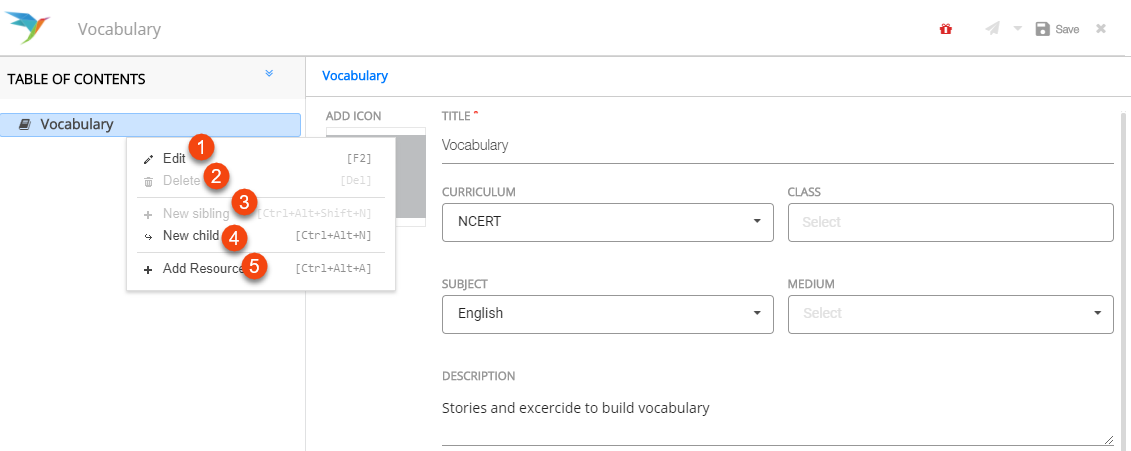 Vocabulary
Save
TABLE OF CONTENTS
Vocabulary
Vocabulary
Edit 1 [F2]
Delete 2 [Del]
New sibling 3 [Ctrl+Alt+Shift+N]
New child 4 [Ctrl+Alt+N]
Add Resource 5 [Ctrl+Alt+A]
ADD ICON
TITLE *
Vocabulary
CURRICULUM
NCERT
CLASS
Select
SUBJECT
English
MEDIUM
Select
DESCRIPTION
Stories and excercide to build vocabulary